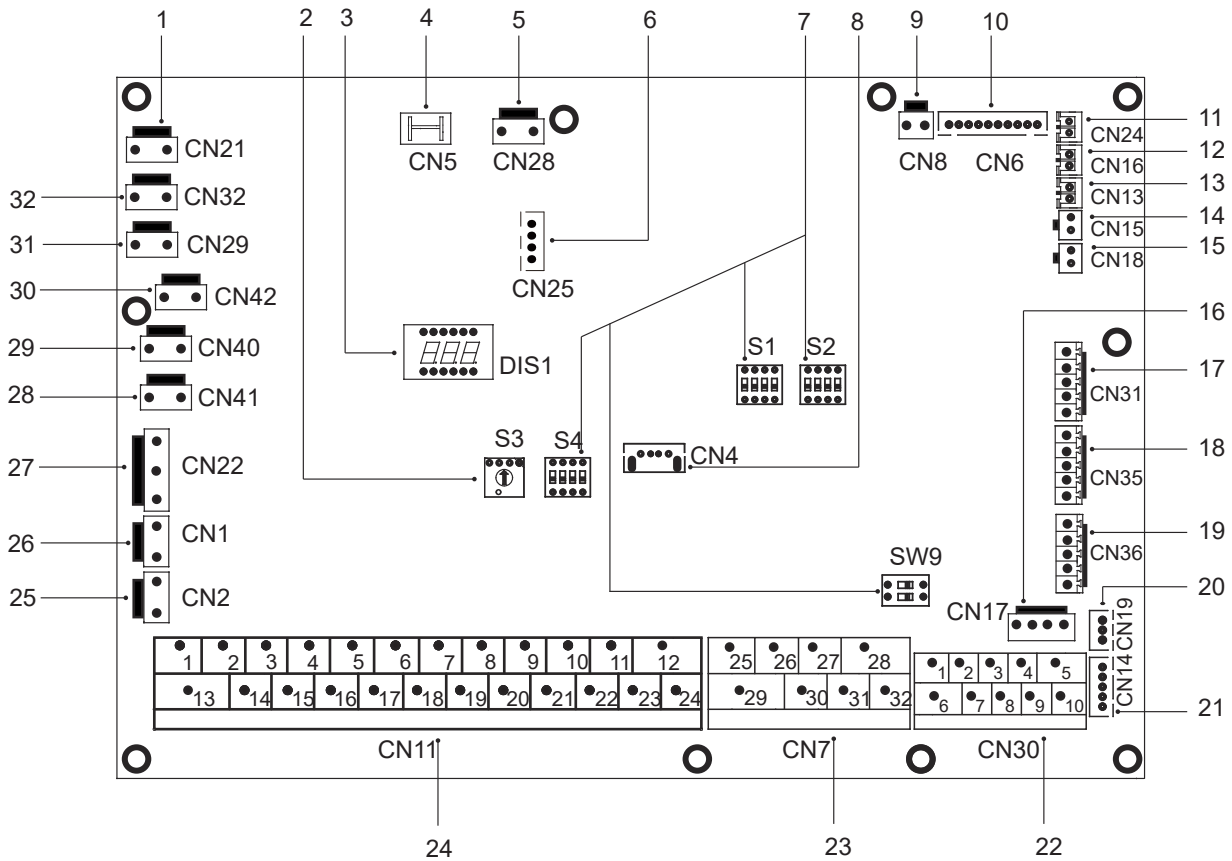 1 2 3 4 5 6 7 8 9 10
11
CN21 CN5 CN28 CN8 CN6 CN24
12
CN16
32 CN32 13
CN13
14
CN15
31 CN29 15
CN18
CN25
30 CN42 16
29 CN40 3 DIS1 S1 S2
17
CN31
28 CN41
27 CN22 S3 S4 CN4 18
CN35
2 8
26 CN1 19
CN36
SW9
25 CN2 20
CN17 CN19
1 2 3 4 5 6 7 8 9 10 11 12 25 26 27 28
1 2 3 4 5
CN14
13 14 15 16 17 18 19 20 21 22 23 24 29 30 31 32
6 7 8 9 10
21
CN11 CN7 CN30
24 23 22